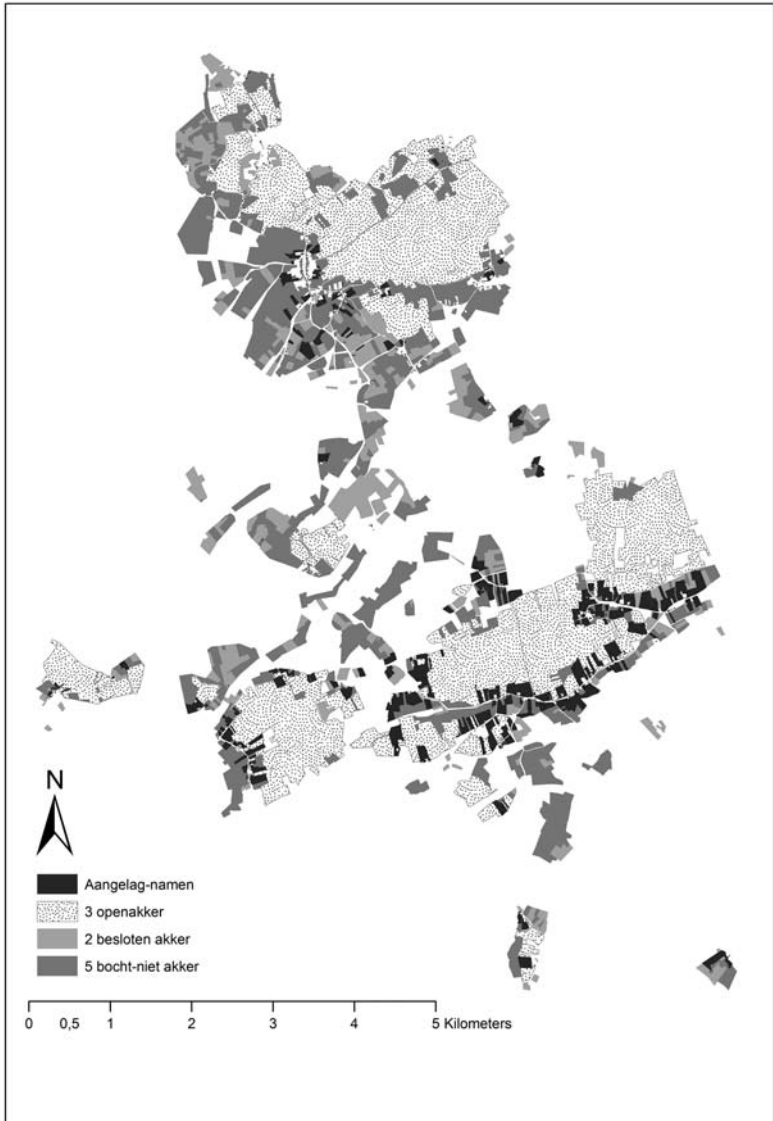 N
Aangelag-namen
3 openakker
2 besloten akker
5 bocht-niet akker
0 0,5 1 2 3 4 5 Kilometers